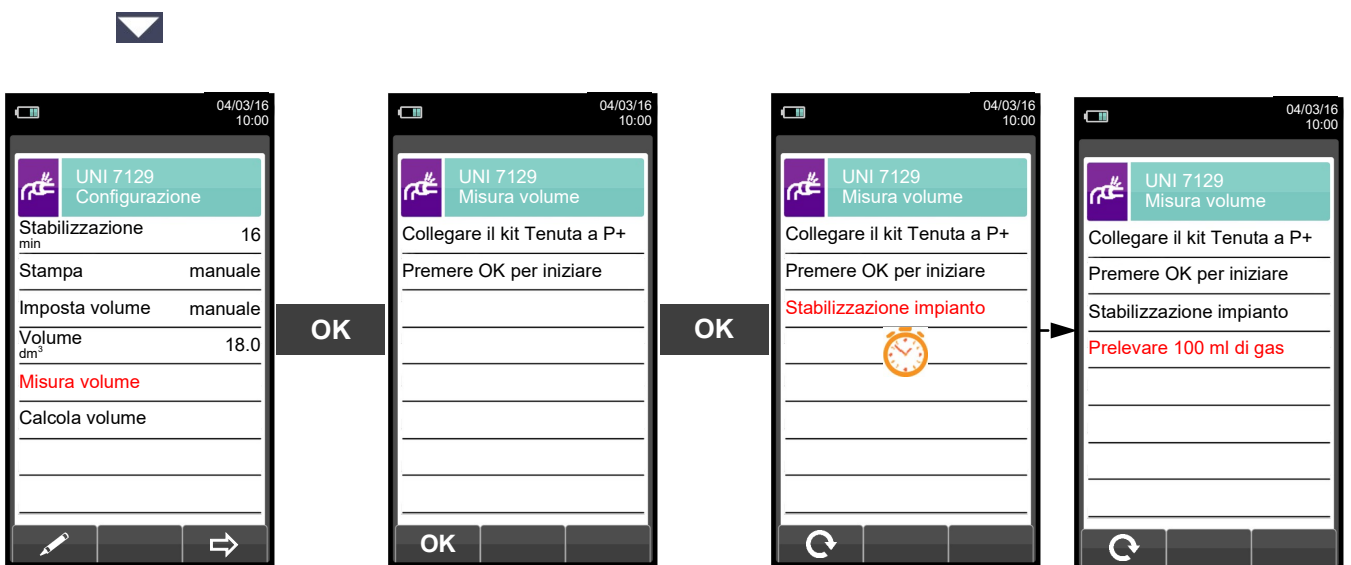 04/03/16
10:00
UNI 7129
Configurazione
Stabilizzazione
min
16
Stampa manuale
Imposta volume manuale
Volume
dm³
18.0
Misura volume
Calcola volume
OK
04/03/16
10:00
UNI 7129
Misura volume
Collegare il kit Tenuta a P+
Premere OK per iniziare
OK
OK
04/03/16
10:00
UNI 7129
Misura volume
Collegare il kit Tenuta a P+
Premere OK per iniziare
Stabilizzazione impianto
04/03/16
10:00
UNI 7129
Misura volume
Collegare il kit Tenuta a P+
Premere OK per iniziare
Stabilizzazione impianto
Prelevare 100 ml di gas